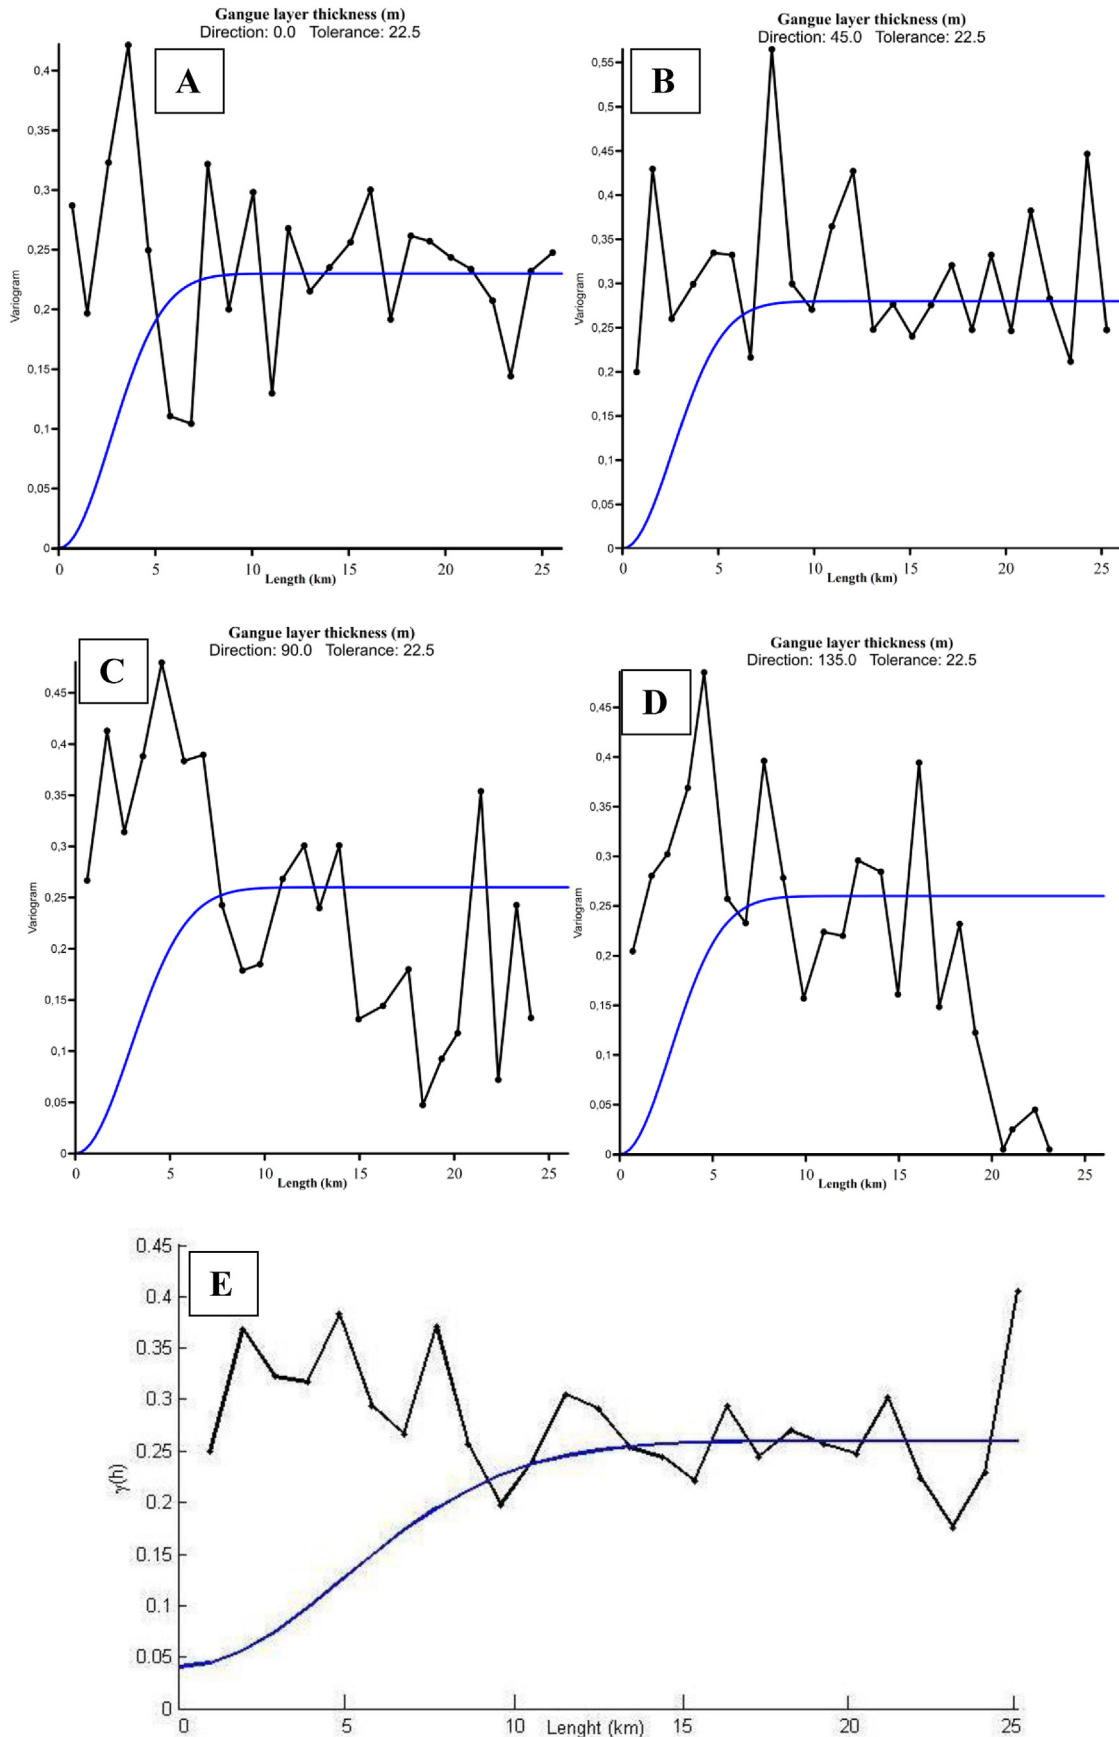 Gangue layer thickness (m)
Direction: 0.0 Tolerance: 22.5
A
0,4
0,35
0,3
0,25
0,2
0,15
0,1
0,05
0
Variogram
0 5 10 15 20 25
Length (km)
Gangue layer thickness (m)
Direction: 45.0 Tolerance: 22.5
B
0,55
0,5
0,45
0,4
0,35
0,3
0,25
0,2
0,15
0,1
0,05
0
Variogram
0 5 10 15 20 25
Length (km)
Gangue layer thickness (m)
Direction: 90.0 Tolerance: 22.5
C
0,45
0,4
0,35
0,3
0,25
0,2
0,15
0,1
0,05
0
Variogram
0 5 10 15 20 25
Length (km)
Gangue layer thickness (m)
Direction: 135.0 Tolerance: 22.5
D
0,45
0,4
0,35
0,3
0,25
0,2
0,15
0,1
0,05
0
Variogram
0 5 10 15 20 25
Length (km)
E
0.45
0.4
0.35
0.3
0.25
0.2
0.15
0.1
0.05
0
γ(h)
0 5 10 15 20 25
Lenght (km)